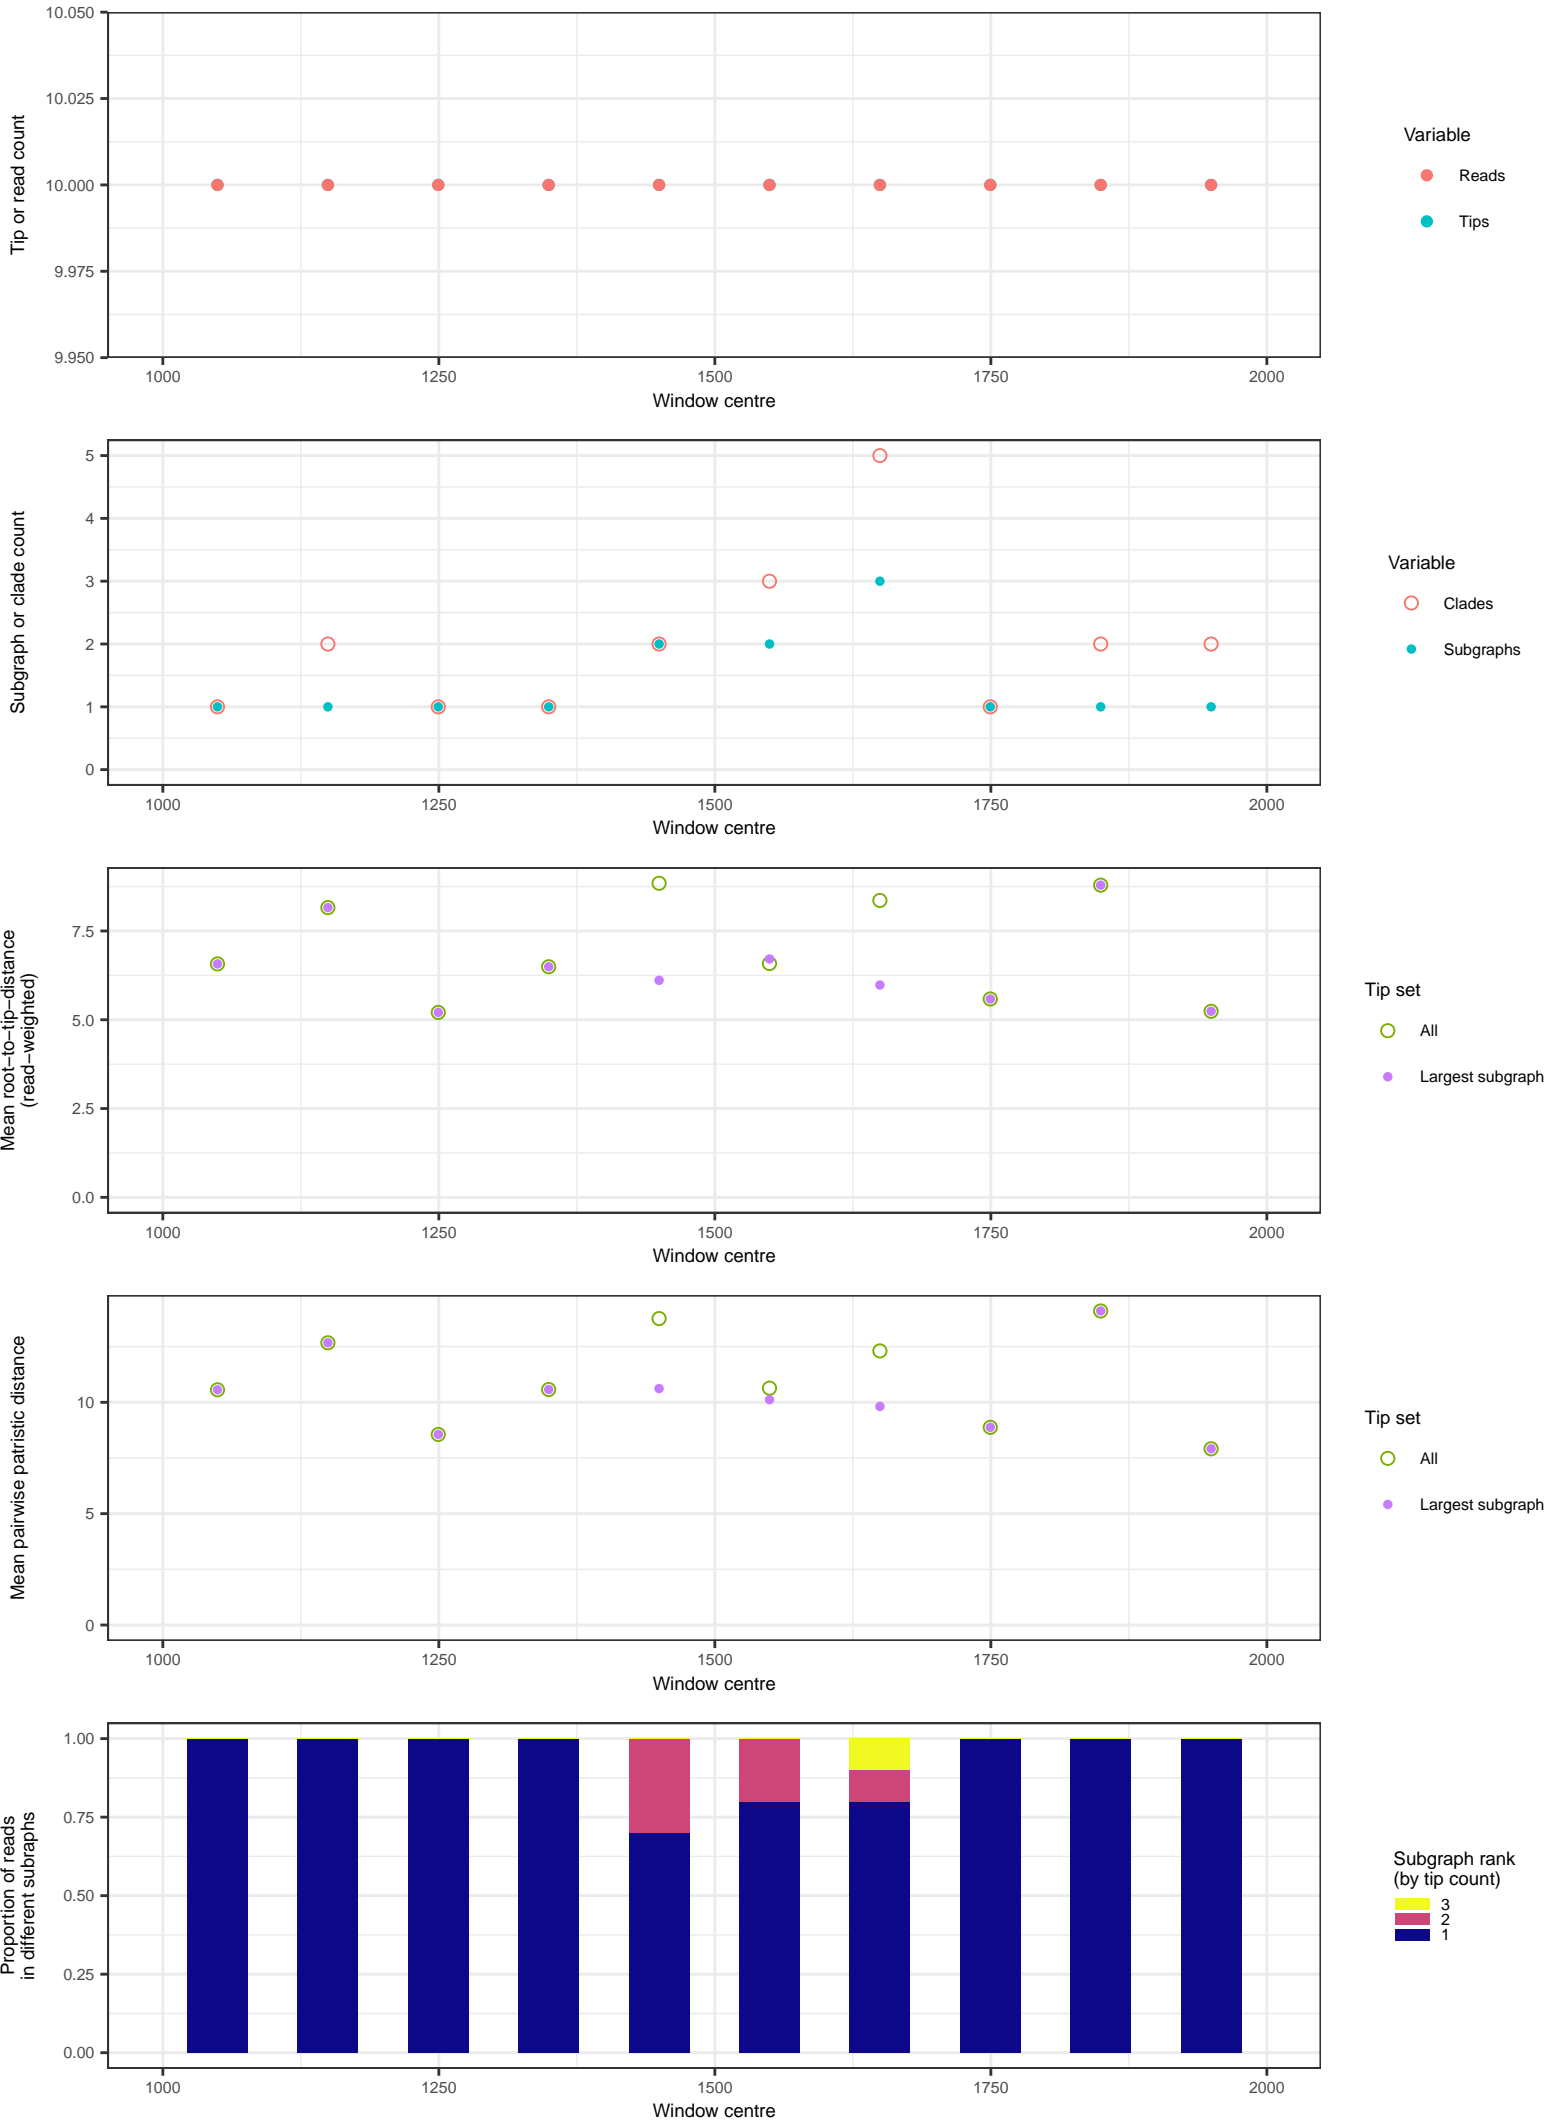 Tip or read count
10.050
10.025
10.000
9.975
9.950
1000 1250 1500 1750 2000
Window centre
Variable
Reads
Tips
Subgraph or clade count
5
4
3
2
1
0
1000 1250 1500 1750 2000
Window centre
Variable
Clades
Subgraphs
Mean root−to−tip−distance
(read−weighted)
7.5
5.0
2.5
0.0
1000 1250 1500 1750 2000
Window centre
Tip set
All
Largest subgraph
Mean pairwise patristic distance
10
5
0
1000 1250 1500 1750 2000
Window centre
Tip set
All
Largest subgraph
Proportion of reads
in different subraphs
1.00
0.75
0.50
0.25
0.00
1000 1250 1500 1750 2000
Window centre
Subgraph rank
(by tip count)
3
2
1